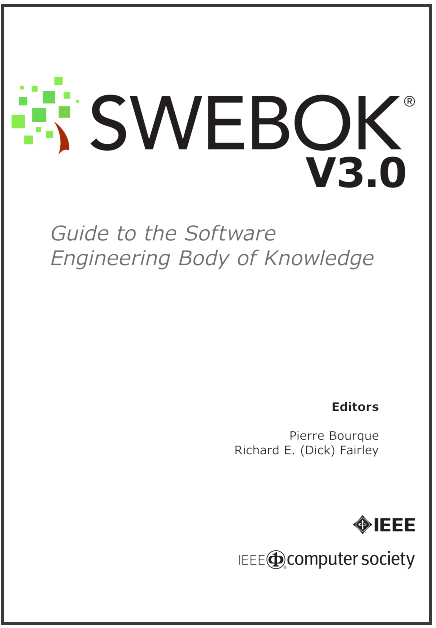 SWEBOK®
V3.0
Guide to the Software
Engineering Body of Knowledge
Editors
Pierre Bourque
Richard E. (Dick) Fairley
IEEE
IEEE computer society